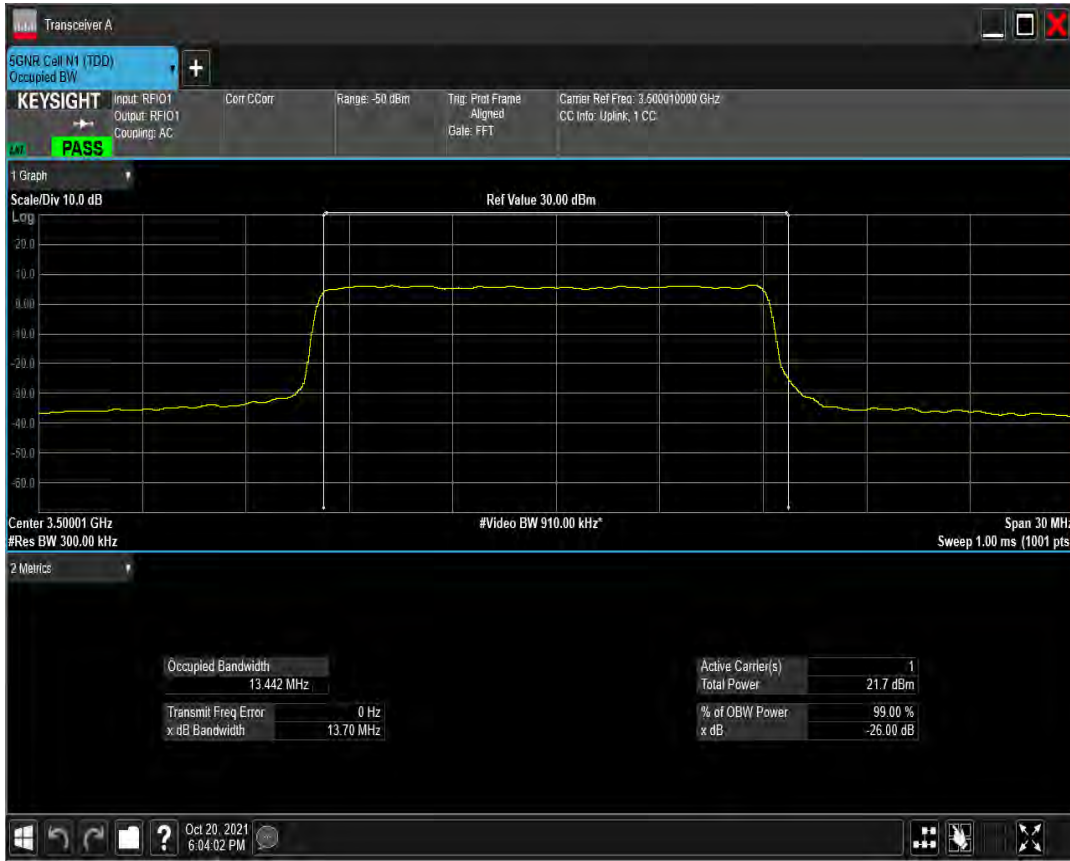 Transceiver A
5GNR Cell N1 (TDD)
Occupied BW
+
KEYSIGHT
PASS
Input: RFIO1
Output: RFIO1
Coupling: AC
Corr CCorr
Range: -50 dBm
Trig: Prot Frame
Aligned
Gate: FFT
Carrier Ref Freq: 3.500010000 GHz
CC Info: Uplink, 1 CC
1 Graph
Scale/Div 10.0 dB
Ref Value 30.00 dBm
Log
20.0
10.0
0.00
-10.0
-20.0
-30.0
-40.0
-50.0
-60.0
Center 3.50001 GHz
#Video BW 910.00 kHz*
Span 30 MHz
#Res BW 300.00 kHz
Sweep 1.00 ms (1001 pts
2 Metrics
Occupied Bandwidth
13.442 MHz
Transmit Freq Error 0 Hz
x dB Bandwidth 13.70 MHz
Active Carrier(s) 1
Total Power 21.7 dBm
% of OBW Power 99.00 %
x dB -26.00 dB
?
Oct 20, 2021
6:04:02 PM